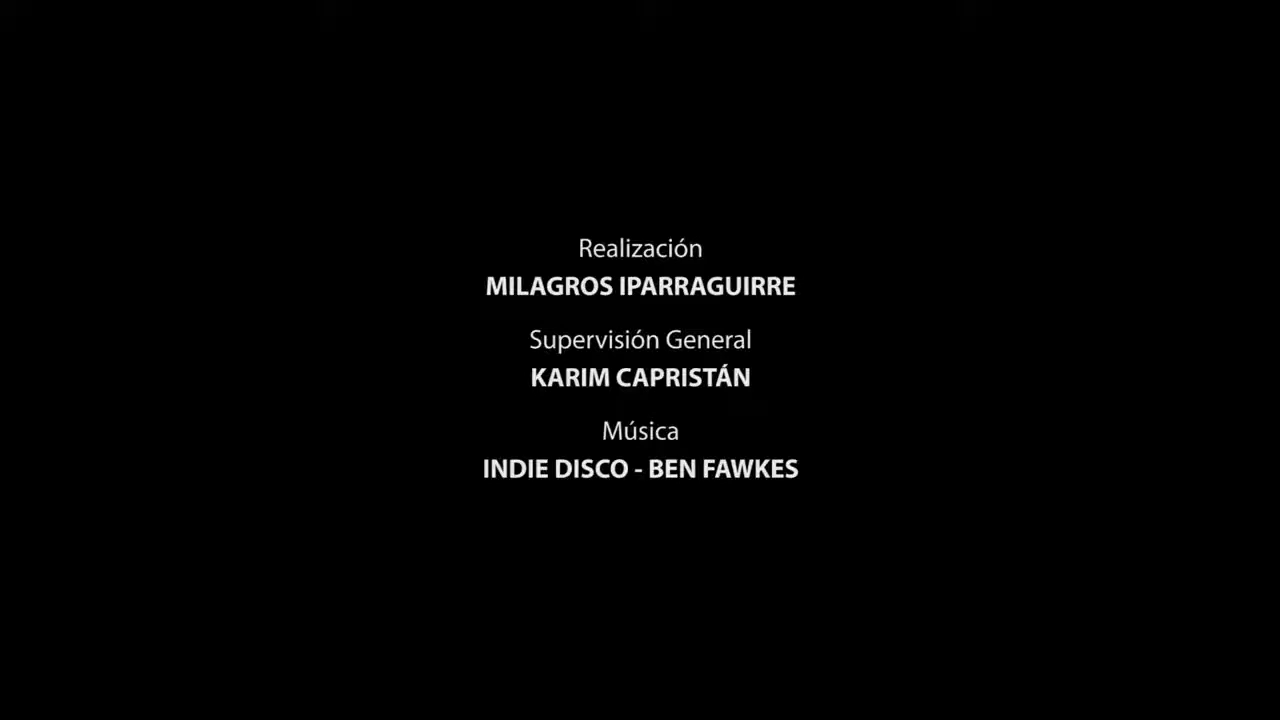 Realización
MILAGROS IPARRAGUIRRE
Supervisión General
KARIM CAPRISTÁN
Música
INDIE DISCO - BEN FAWKES